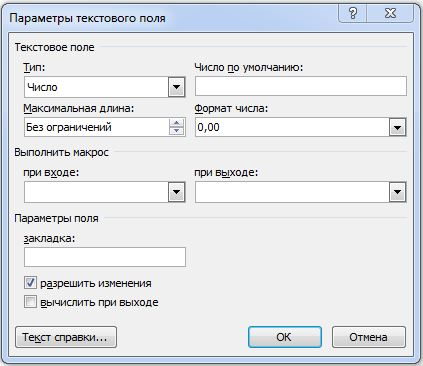 Параметры текстового поля
Текстовое поле
Тип: Число по умолчанию:
Число
Максимальная длина: Формат числа:
Без ограничений 0,00
Выполнить макрос
при входе: при выходе:
Параметры поля
закладка:
разрешить изменения
вычислить при выходе
Текст справки... ОК Отмена